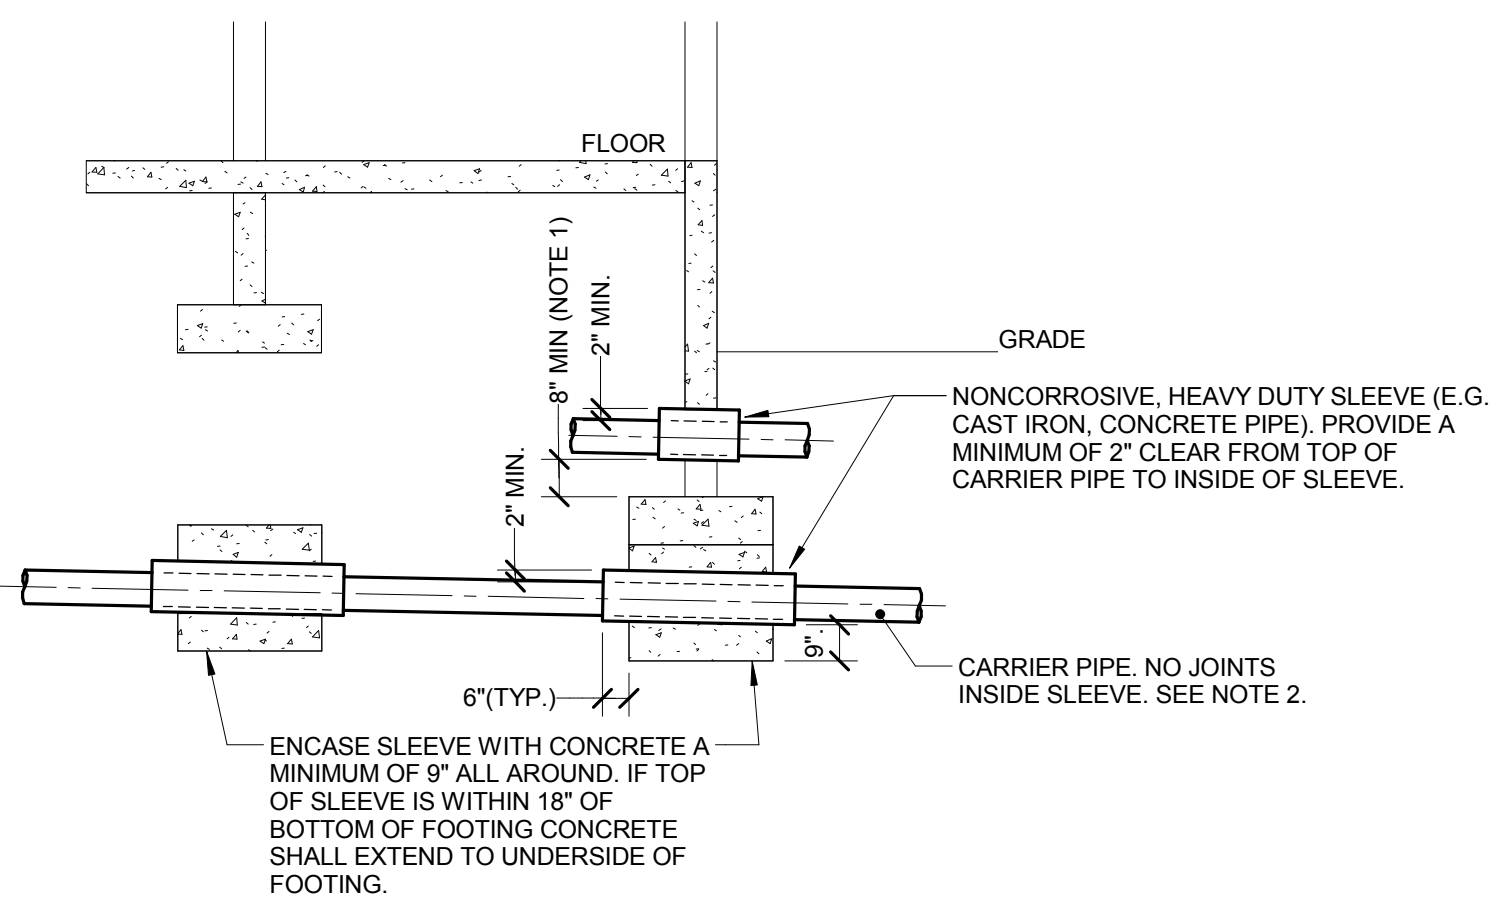 FLOOR
8" MIN (NOTE 1)
2" MIN.
GRADE
NONCORROSIVE, HEAVY DUTY SLEEVE (E.G.
CAST IRON, CONCRETE PIPE). PROVIDE A
MINIMUM OF 2" CLEAR FROM TOP OF
CARRIER PIPE TO INSIDE OF SLEEVE.
2" MIN.
9".
CARRIER PIPE. NO JOINTS
INSIDE SLEEVE. SEE NOTE 2.
6"(TYP.)
ENCASE SLEEVE WITH CONCRETE A
MINIMUM OF 9" ALL AROUND. IF TOP
OF SLEEVE IS WITHIN 18" OF
BOTTOM OF FOOTING CONCRETE
SHALL EXTEND TO UNDERSIDE OF
FOOTING.